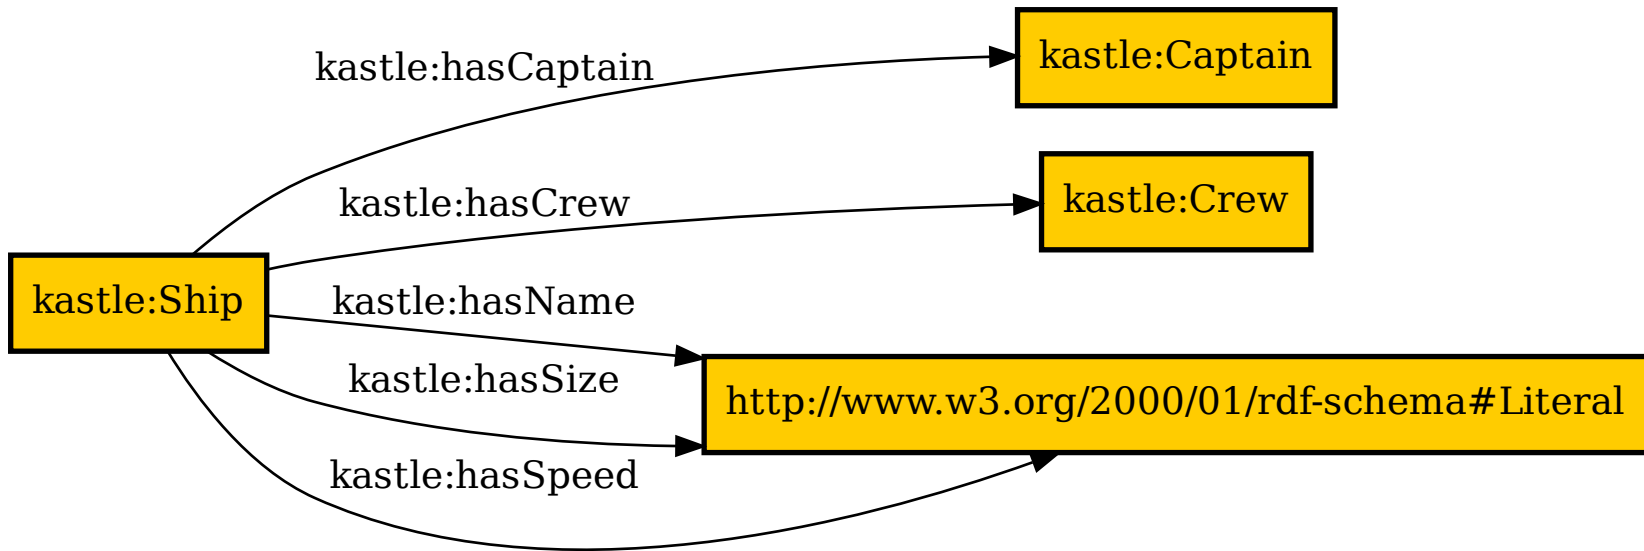 kastle:hasCaptain
kastle:Captain
kastle:hasCrew
kastle:Crew
kastle:Ship
kastle:hasName
kastle:hasSize
http://www.w3.org/2000/01/rdf-schema#Literal
kastle:hasSpeed